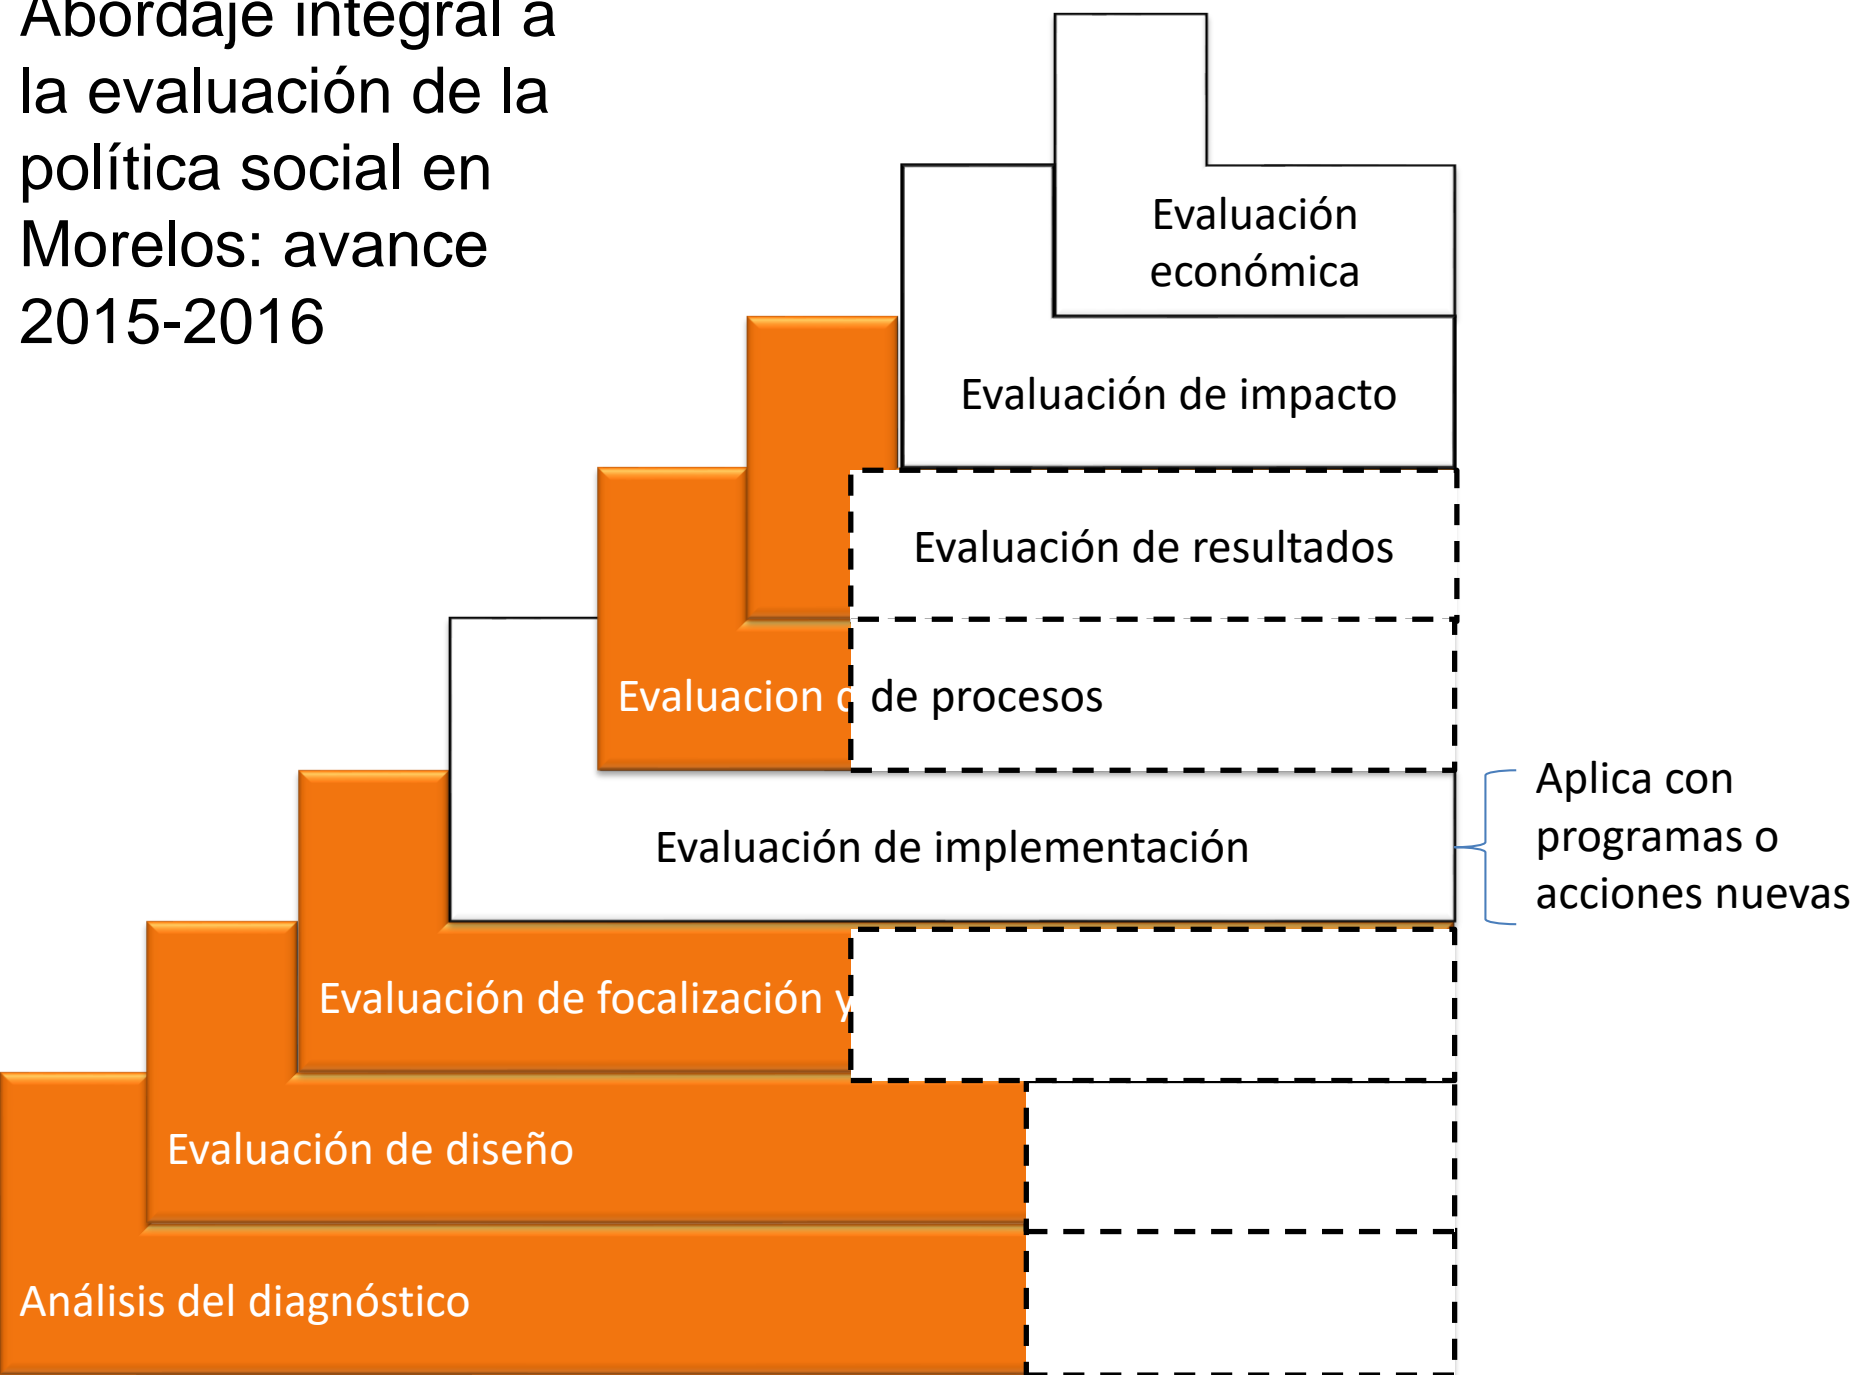 Abordaje integral a
la evaluación de la
política social en
Morelos: avance
2015-2016
Evaluación
económica
Evaluación de impacto
Evaluación de resultados
Evaluacion d de procesos
Aplica con
programas o
acciones nuevas
Evaluación de implementación
Evaluación de focalización y
Evaluación de diseño
Análisis del diagnóstico